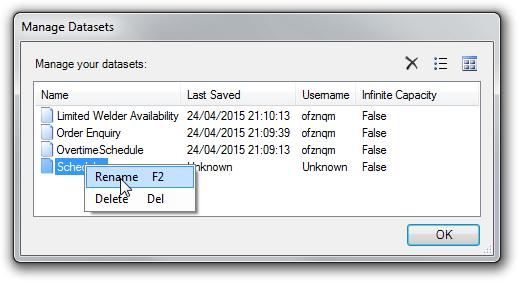 Manage Datasets
Manage your datasets:
Name Last Saved Username Infinite Capacity
Limited Welder Availability 24/04/2015 21:10:13 ofznqm False
Order Enquiry 24/04/2015 21:09:39 ofznqm False
OvertimeSchedule 24/04/2015 21:09:13 ofznqm False
Unknown Unknown False
Rename F2
Delete Del
OK